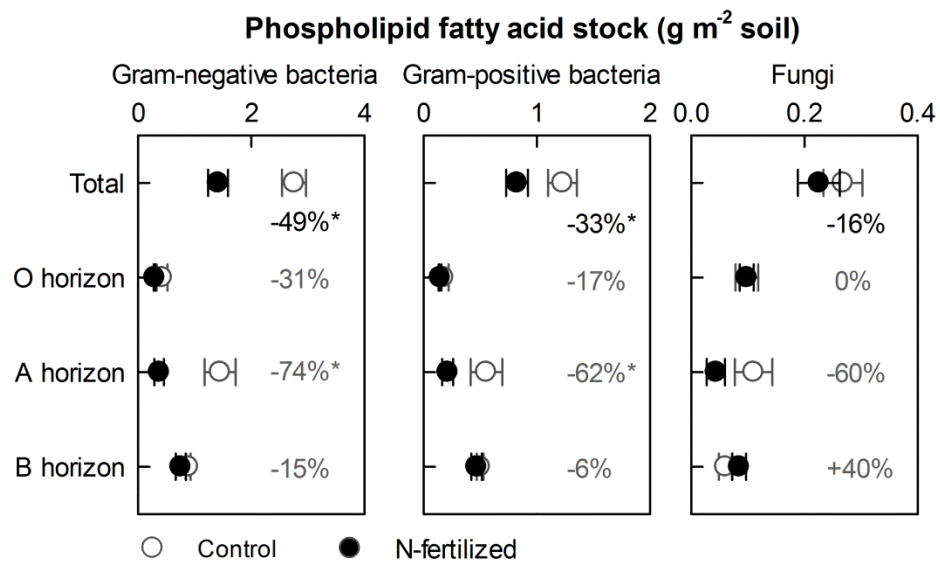 Phospholipid fatty acid stock (g m⁻² soil)
Gram-negative bacteria Gram-positive bacteria Fungi
0 2 4 0 1 2 0.0 0.2 0.4
Total
-49%* -33%* -16%
O horizon -31% -17% 0%
A horizon -74%* -62%* -60%
B horizon -15% -6% +40%
Control N-fertilized